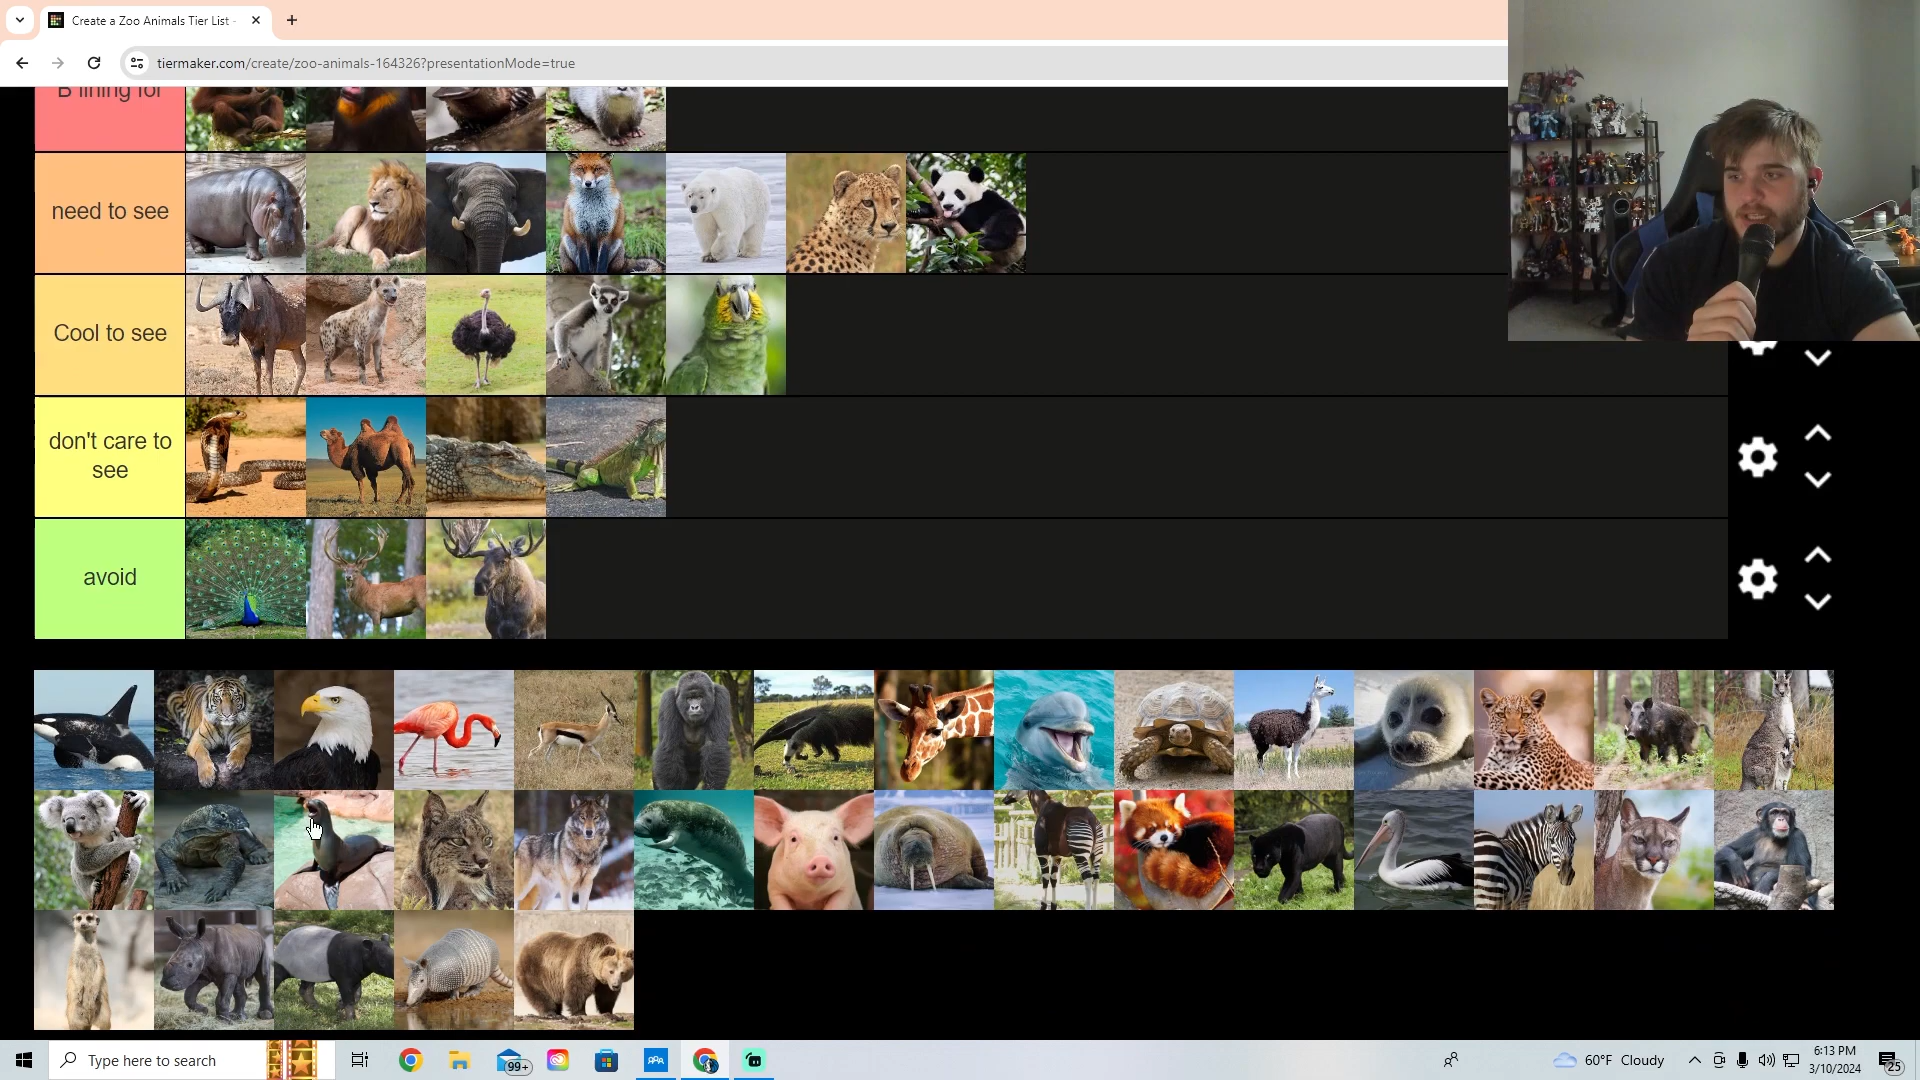 Create a Zoo Animals Tier List -
tiermaker.com/create/zoo-animals-164326?presentationMode=true
B lining for
need to see
Cool to see
don't care to
see
avoid
Type here to search
99+
60°F Cloudy
6:13 PM
3/10/2024
25